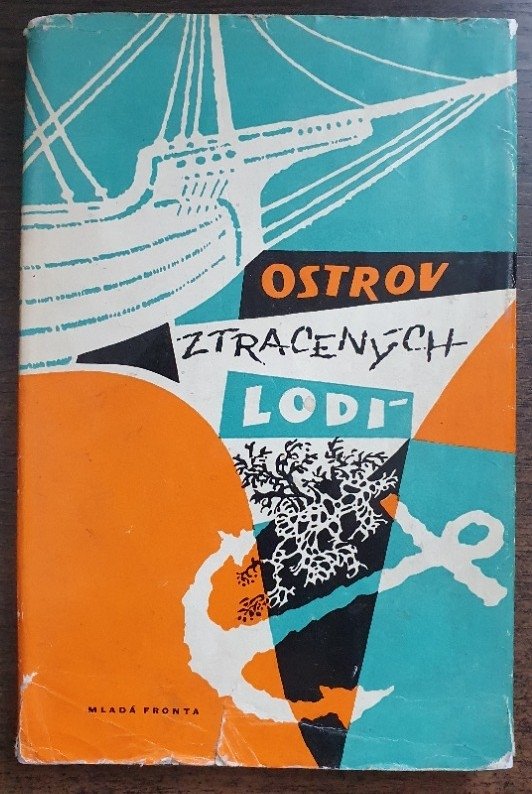 OSTROV
ZTRACENÝCH
LODÍ
MLADÁ FRONTA